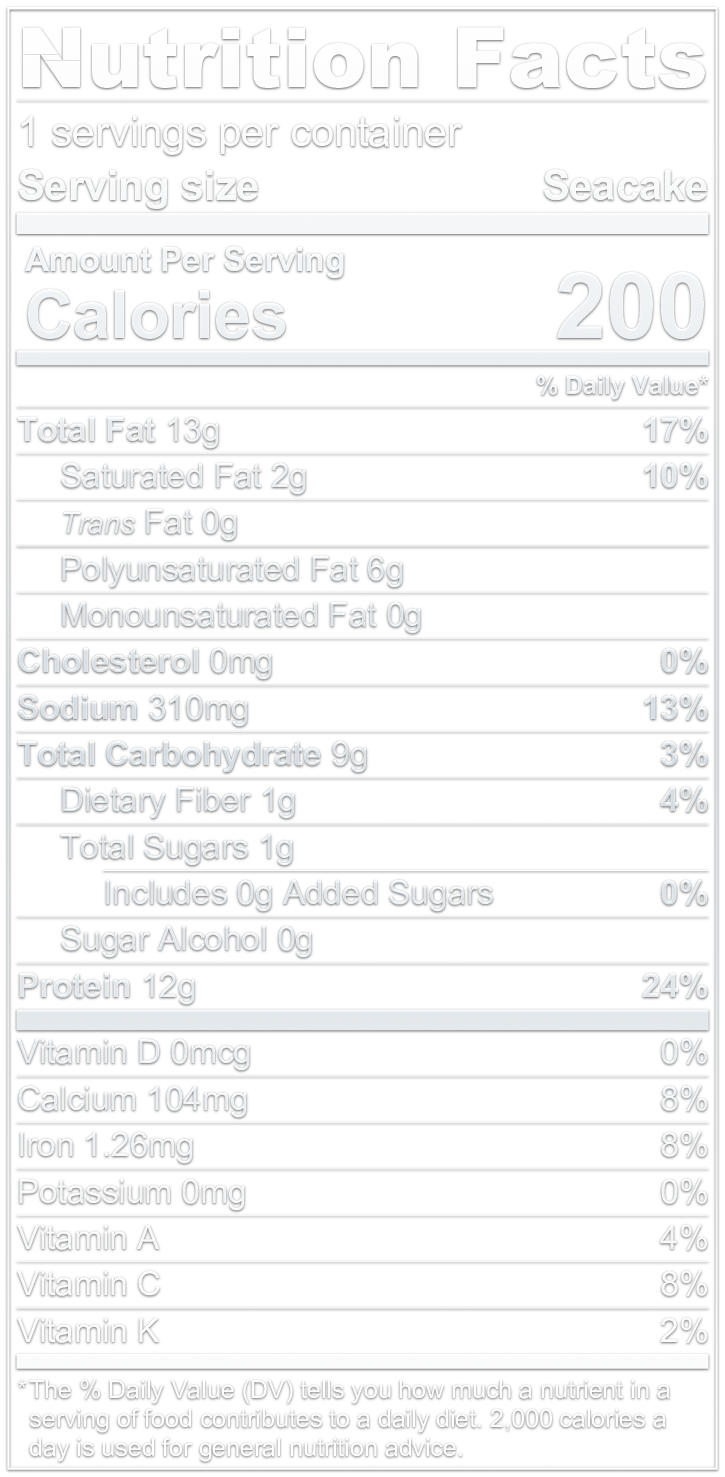 Nutrition Facts
1 servings per container
Serving size Seacake
Amount Per Serving
Calories 200
% Daily Value*
Total Fat 13g 17%
Saturated Fat 2g 10%
Trans Fat 0g
Polyunsaturated Fat 6g
Monounsaturated Fat 0g
Cholesterol 0mg 0%
Sodium 310mg 13%
Total Carbohydrate 9g 3%
Dietary Fiber 1g 4%
Total Sugars 1g
Includes 0g Added Sugars 0%
Sugar Alcohol 0g
Protein 12g 24%
Vitamin D 0mcg 0%
Calcium 104mg 8%
Iron 1.26mg 8%
Potassium 0mg 0%
Vitamin A 4%
Vitamin C 8%
Vitamin K 2%
*The % Daily Value (DV) tells you how much a nutrient in a
serving of food contributes to a daily diet. 2,000 calories a
day is used for general nutrition advice.